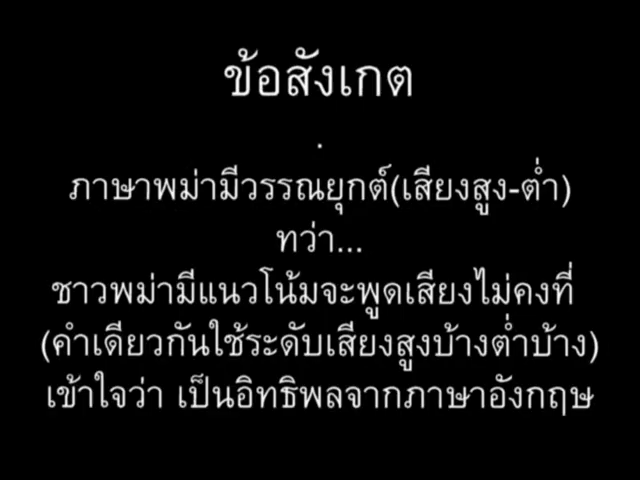 ข้อสังเกต
.
ภาษาพม่ามีวรรณยุกต์(เสียงสูง-ต่ำ)
ทว่า...
ชาวพม่ามีแนวโน้มจะพูดเสียงไม่คงที่
(คำเดียวกันใช้ระดับเสียงสูงบ้างต่ำบ้าง)
เข้าใจว่า เป็นอิทธิพลจากภาษาอังกฤษ